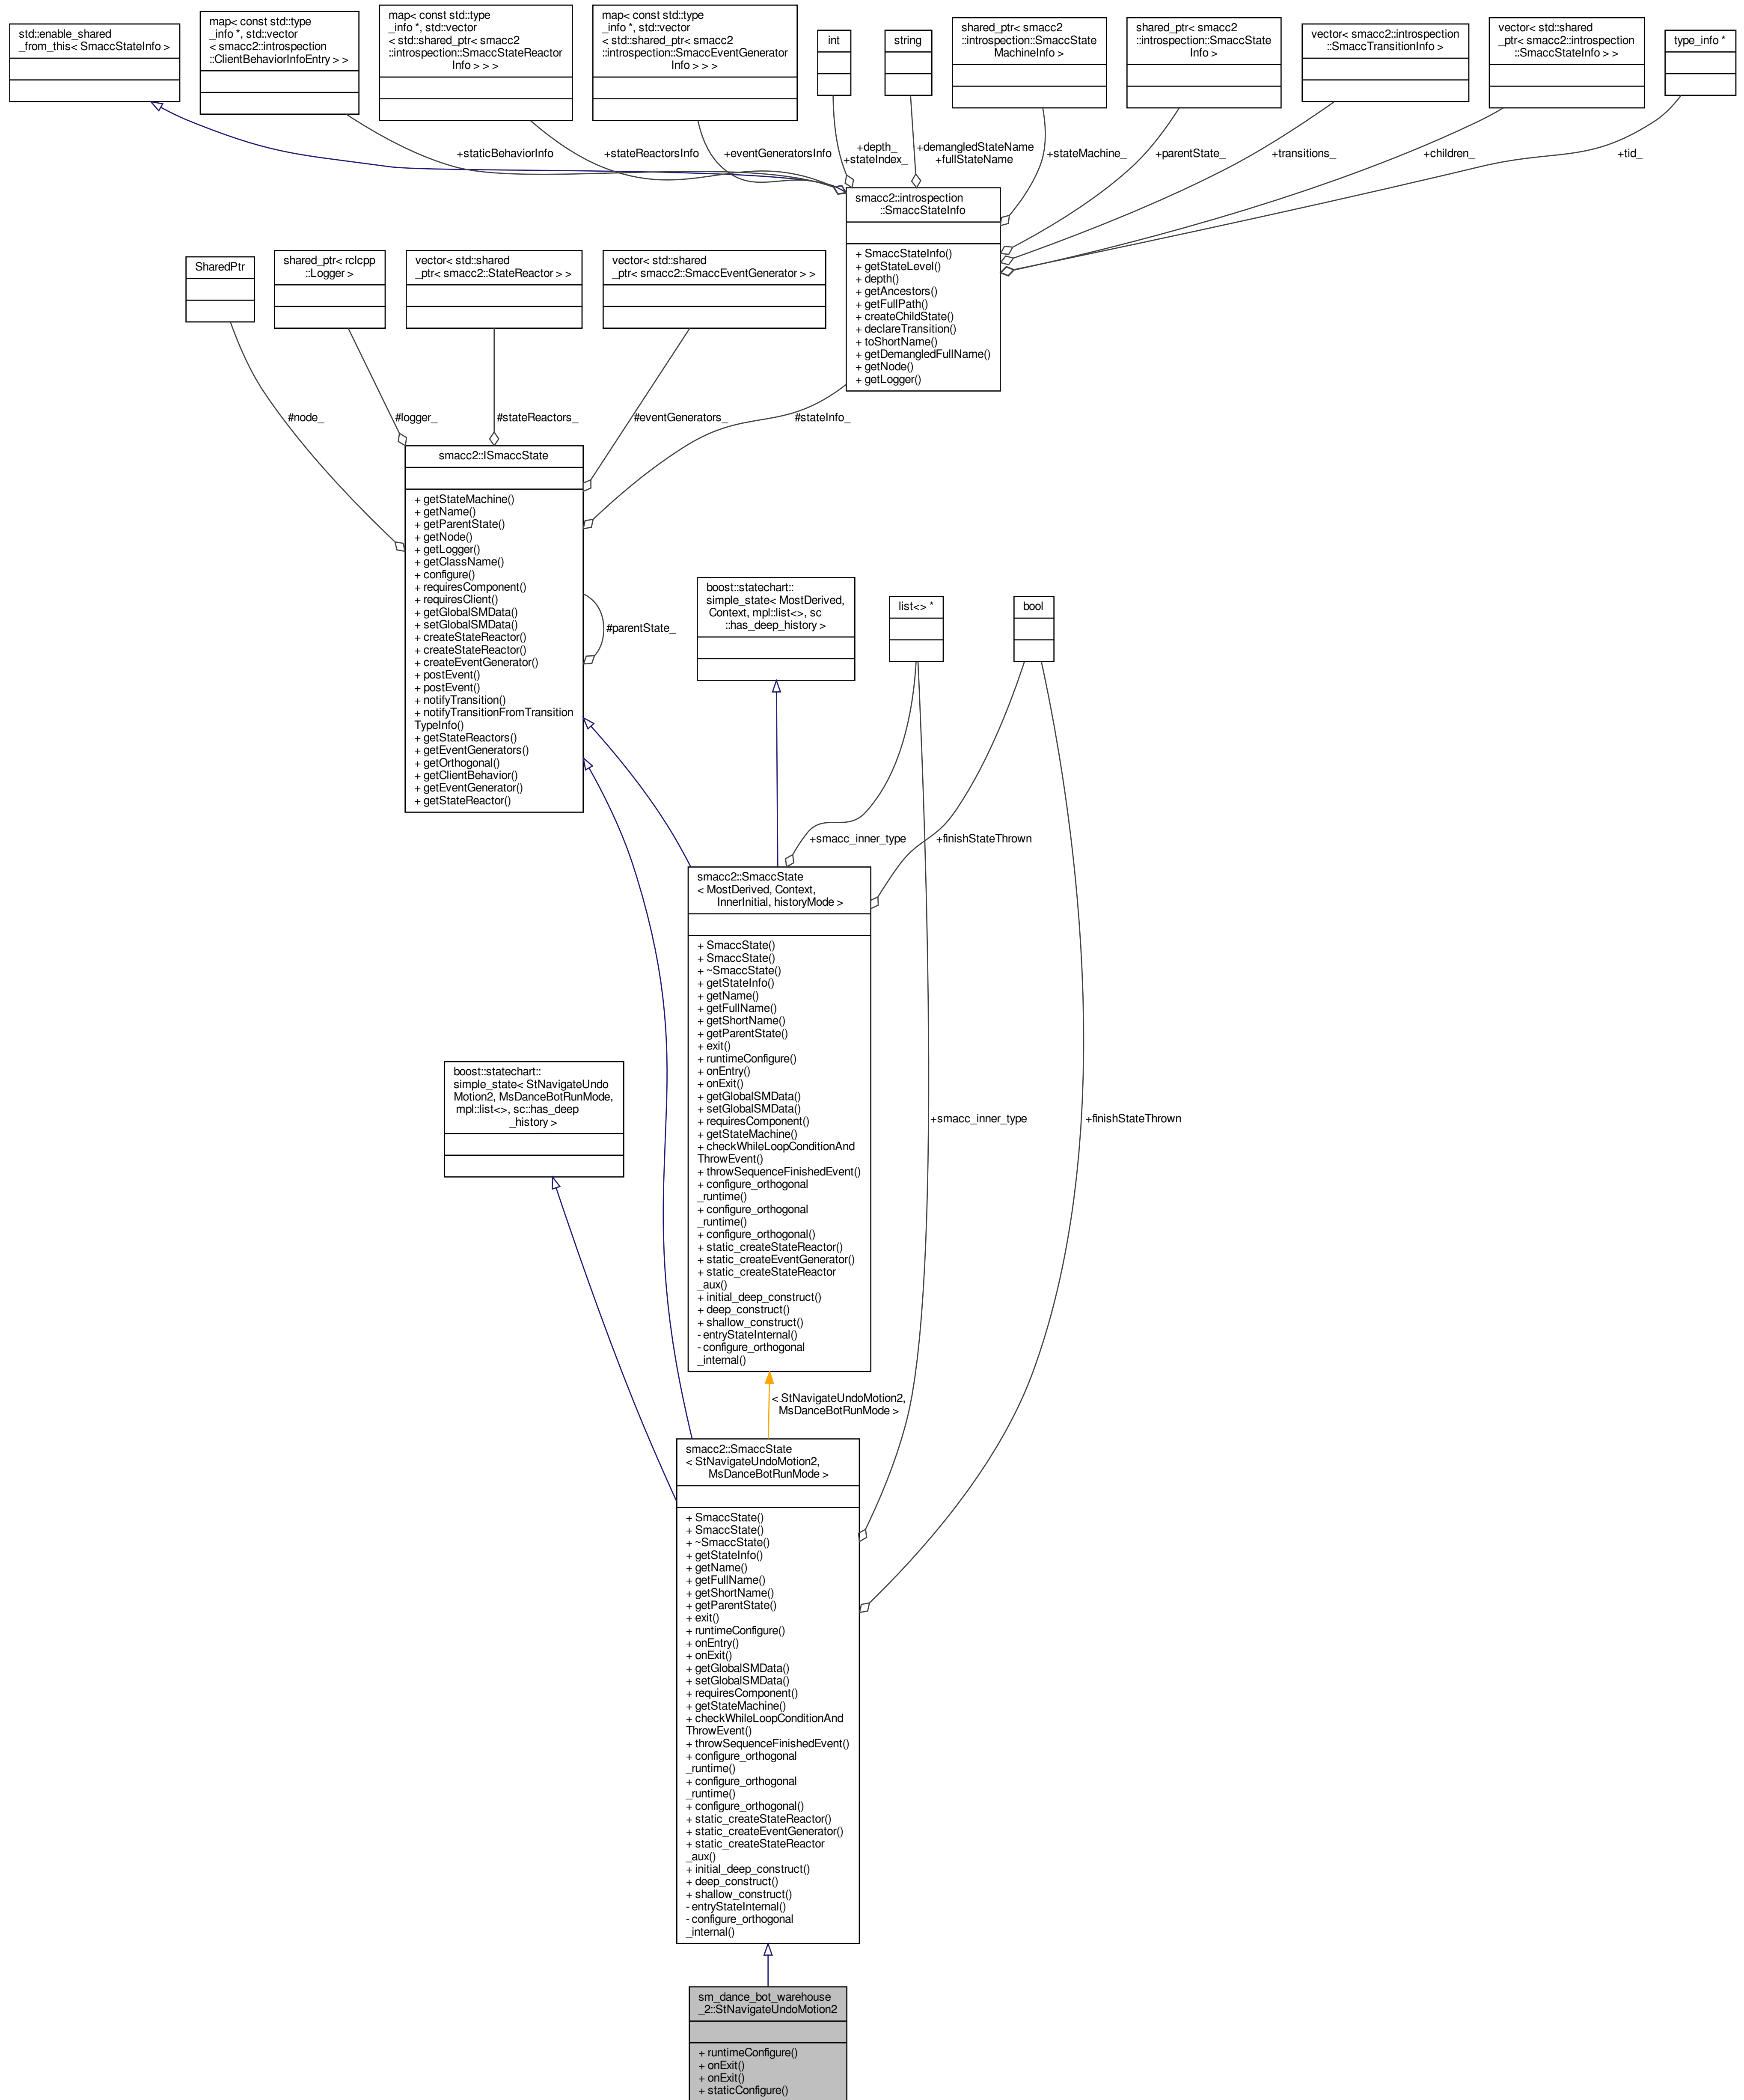 std::enable_shared
_from_this< SmaccStateInfo >
map< const std::type
_info *, std::vector
< smacc2::introspection
::ClientBehaviorInfoEntry > >
map< const std::type
_info *, std::vector
< std::shared_ptr< smacc2
::introspection::SmaccStateReactor
Info > > >
map< const std::type
_info *, std::vector
< std::shared_ptr< smacc2
::introspection::SmaccEventGenerator
Info > > >
int
string
shared_ptr< smacc2
::introspection::SmaccState
MachineInfo >
shared_ptr< smacc2
::introspection::SmaccState
Info >
vector< smacc2::introspection
::SmaccTransitionInfo >
vector< std::shared
_ptr< smacc2::introspection
::SmaccStateInfo > >
type_info *
+staticBehaviorInfo
+stateReactorsInfo
+eventGeneratorsInfo
+depth_
+stateIndex_
+demangledStateName
+fullStateName
+stateMachine_
+parentState_
+transitions_
+children_
+tid_
smacc2::introspection
::SmaccStateInfo
+ SmaccStateInfo()
+ getStateLevel()
+ depth()
+ getAncestors()
+ getFullPath()
+ createChildState()
+ declareTransition()
+ toShortName()
+ getDemangledFullName()
+ getNode()
+ getLogger()
SharedPtr
shared_ptr< rclcpp
::Logger >
vector< std::shared
_ptr< smacc2::StateReactor > >
vector< std::shared
_ptr< smacc2::SmaccEventGenerator > >
#node_
#logger_
#stateReactors_
#eventGenerators_
#stateInfo_
smacc2::ISmaccState
+ getStateMachine()
+ getName()
+ getParentState()
+ getNode()
+ getLogger()
+ getClassName()
+ configure()
+ requiresComponent()
+ requiresClient()
+ getGlobalSMData()
+ setGlobalSMData()
+ createStateReactor()
+ createStateReactor()
+ createEventGenerator()
+ postEvent()
+ postEvent()
+ notifyTransition()
+ notifyTransitionFromTransition
TypeInfo()
+ getStateReactors()
+ getEventGenerators()
+ getOrthogonal()
+ getClientBehavior()
+ getEventGenerator()
+ getStateReactor()
#parentState_
boost::statechart::
simple_state< MostDerived,
Context, mpl::list<>, sc
::has_deep_history >
list<> *
bool
+smacc_inner_type
+finishStateThrown
smacc2::SmaccState
< MostDerived, Context,
InnerInitial, historyMode >
+ SmaccState()
+ SmaccState()
+ ~SmaccState()
+ getStateInfo()
+ getName()
+ getFullName()
+ getShortName()
+ getParentState()
+ exit()
+ runtimeConfigure()
+ onEntry()
+ onExit()
+ getGlobalSMData()
+ setGlobalSMData()
+ requiresComponent()
+ getStateMachine()
+ checkWhileLoopConditionAnd
ThrowEvent()
+ throwSequenceFinishedEvent()
+ configure_orthogonal
_runtime()
+ configure_orthogonal
_runtime()
+ configure_orthogonal()
+ static_createStateReactor()
+ static_createEventGenerator()
+ static_createStateReactor
_aux()
+ initial_deep_construct()
+ deep_construct()
+ shallow_construct()
- entryStateInternal()
- configure_orthogonal
_internal()
boost::statechart::
simple_state< StNavigateUndo
Motion2, MsDanceBotRunMode,
mpl::list<>, sc::has_deep
_history >
+smacc_inner_type
+finishStateThrown
< StNavigateUndoMotion2,
MsDanceBotRunMode >
smacc2::SmaccState
< StNavigateUndoMotion2,
MsDanceBotRunMode >
+ SmaccState()
+ SmaccState()
+ ~SmaccState()
+ getStateInfo()
+ getName()
+ getFullName()
+ getShortName()
+ getParentState()
+ exit()
+ runtimeConfigure()
+ onEntry()
+ onExit()
+ getGlobalSMData()
+ setGlobalSMData()
+ requiresComponent()
+ getStateMachine()
+ checkWhileLoopConditionAnd
ThrowEvent()
+ throwSequenceFinishedEvent()
+ configure_orthogonal
_runtime()
+ configure_orthogonal
_runtime()
+ configure_orthogonal()
+ static_createStateReactor()
+ static_createEventGenerator()
+ static_createStateReactor
_aux()
+ initial_deep_construct()
+ deep_construct()
+ shallow_construct()
- entryStateInternal()
- configure_orthogonal
_internal()
sm_dance_bot_warehouse
_2::StNavigateUndoMotion2
+ runtimeConfigure()
+ onExit()
+ onExit()
+ staticConfigure()